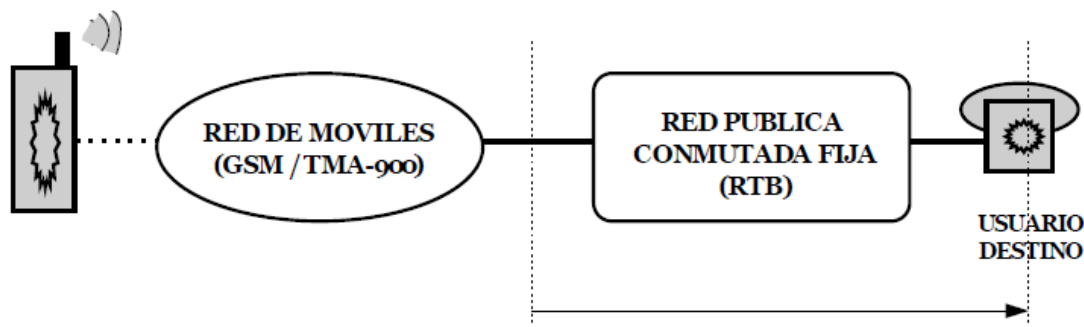 RED DE MOVILES
(GSM / TMA-900)
RED PUBLICA
CONMUTADA FIJA
(RTB)
USUARIO
DESTINO